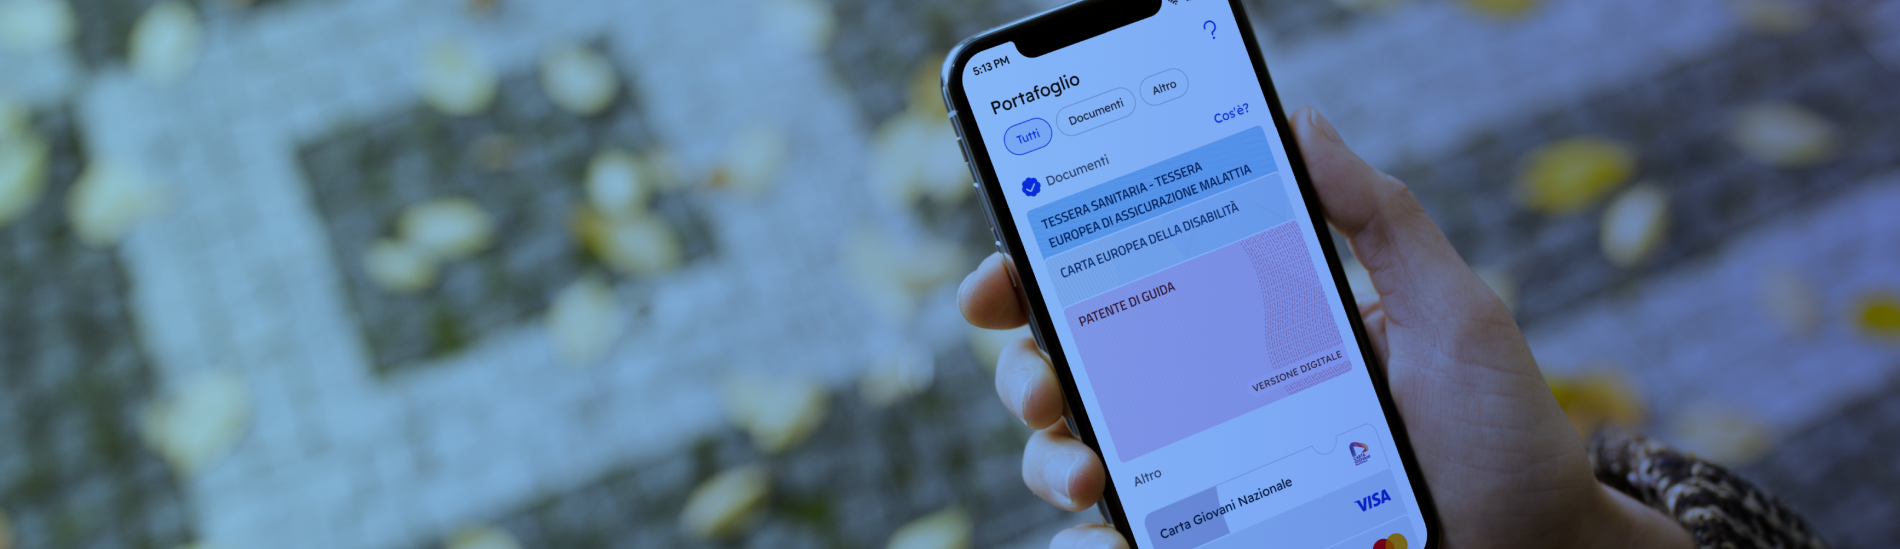 5:13 PM
?
Portafoglio
Tutti
Documenti
Altro
Cos'è?
Documenti
TESSERA SANITARIA - TESSERA
EUROPEA DI ASSICURAZIONE MALATTIA
CARTA EUROPEA DELLA DISABILITÀ
PATENTE DI GUIDA
VERSIONE DIGITALE
Altro
Carta Giovani Nazionale
VISA